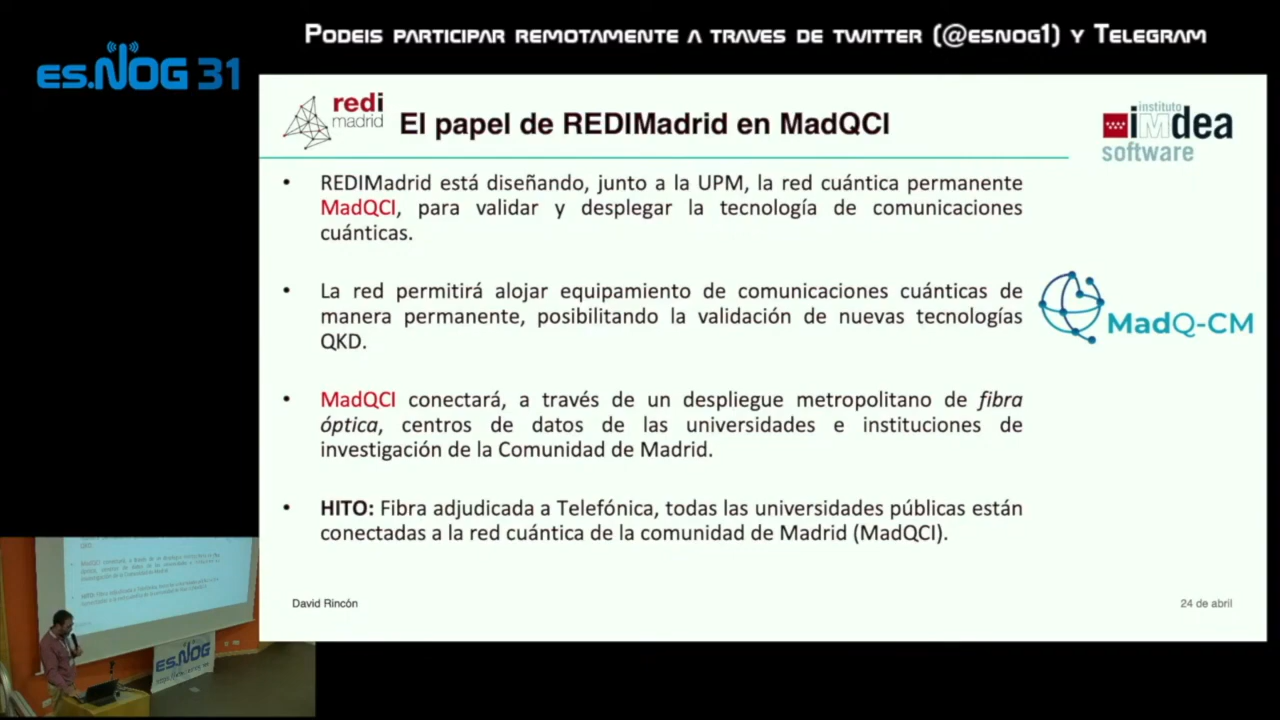 PODEIS PARTICIPAR REMOTAMENTE A TRAVES DE TWITTER (@ESNOG1) Y TELEGRAM
es.NOG 31
redi
madrid
El papel de REDIMadrid en MadQCI
instituto
imdea
software
• REDIMadrid está diseñando, junto a la UPM, la red cuántica permanente
MadQCI, para validar y desplegar la tecnología de comunicaciones
cuánticas.
• La red permitirá alojar equipamiento de comunicaciones cuánticas de
manera permanente, posibilitando la validación de nuevas tecnologías
QKD.
MadQ-CM
• MadQCI conectará, a través de un despliegue metropolitano de fibra
óptica, centros de datos de las universidades e instituciones de
investigación de la Comunidad de Madrid.
• HITO: Fibra adjudicada a Telefónica, todas las universidades públicas están
conectadas a la red cuántica de la comunidad de Madrid (MadQCI).
David Rincón
24 de abril
es.NOG